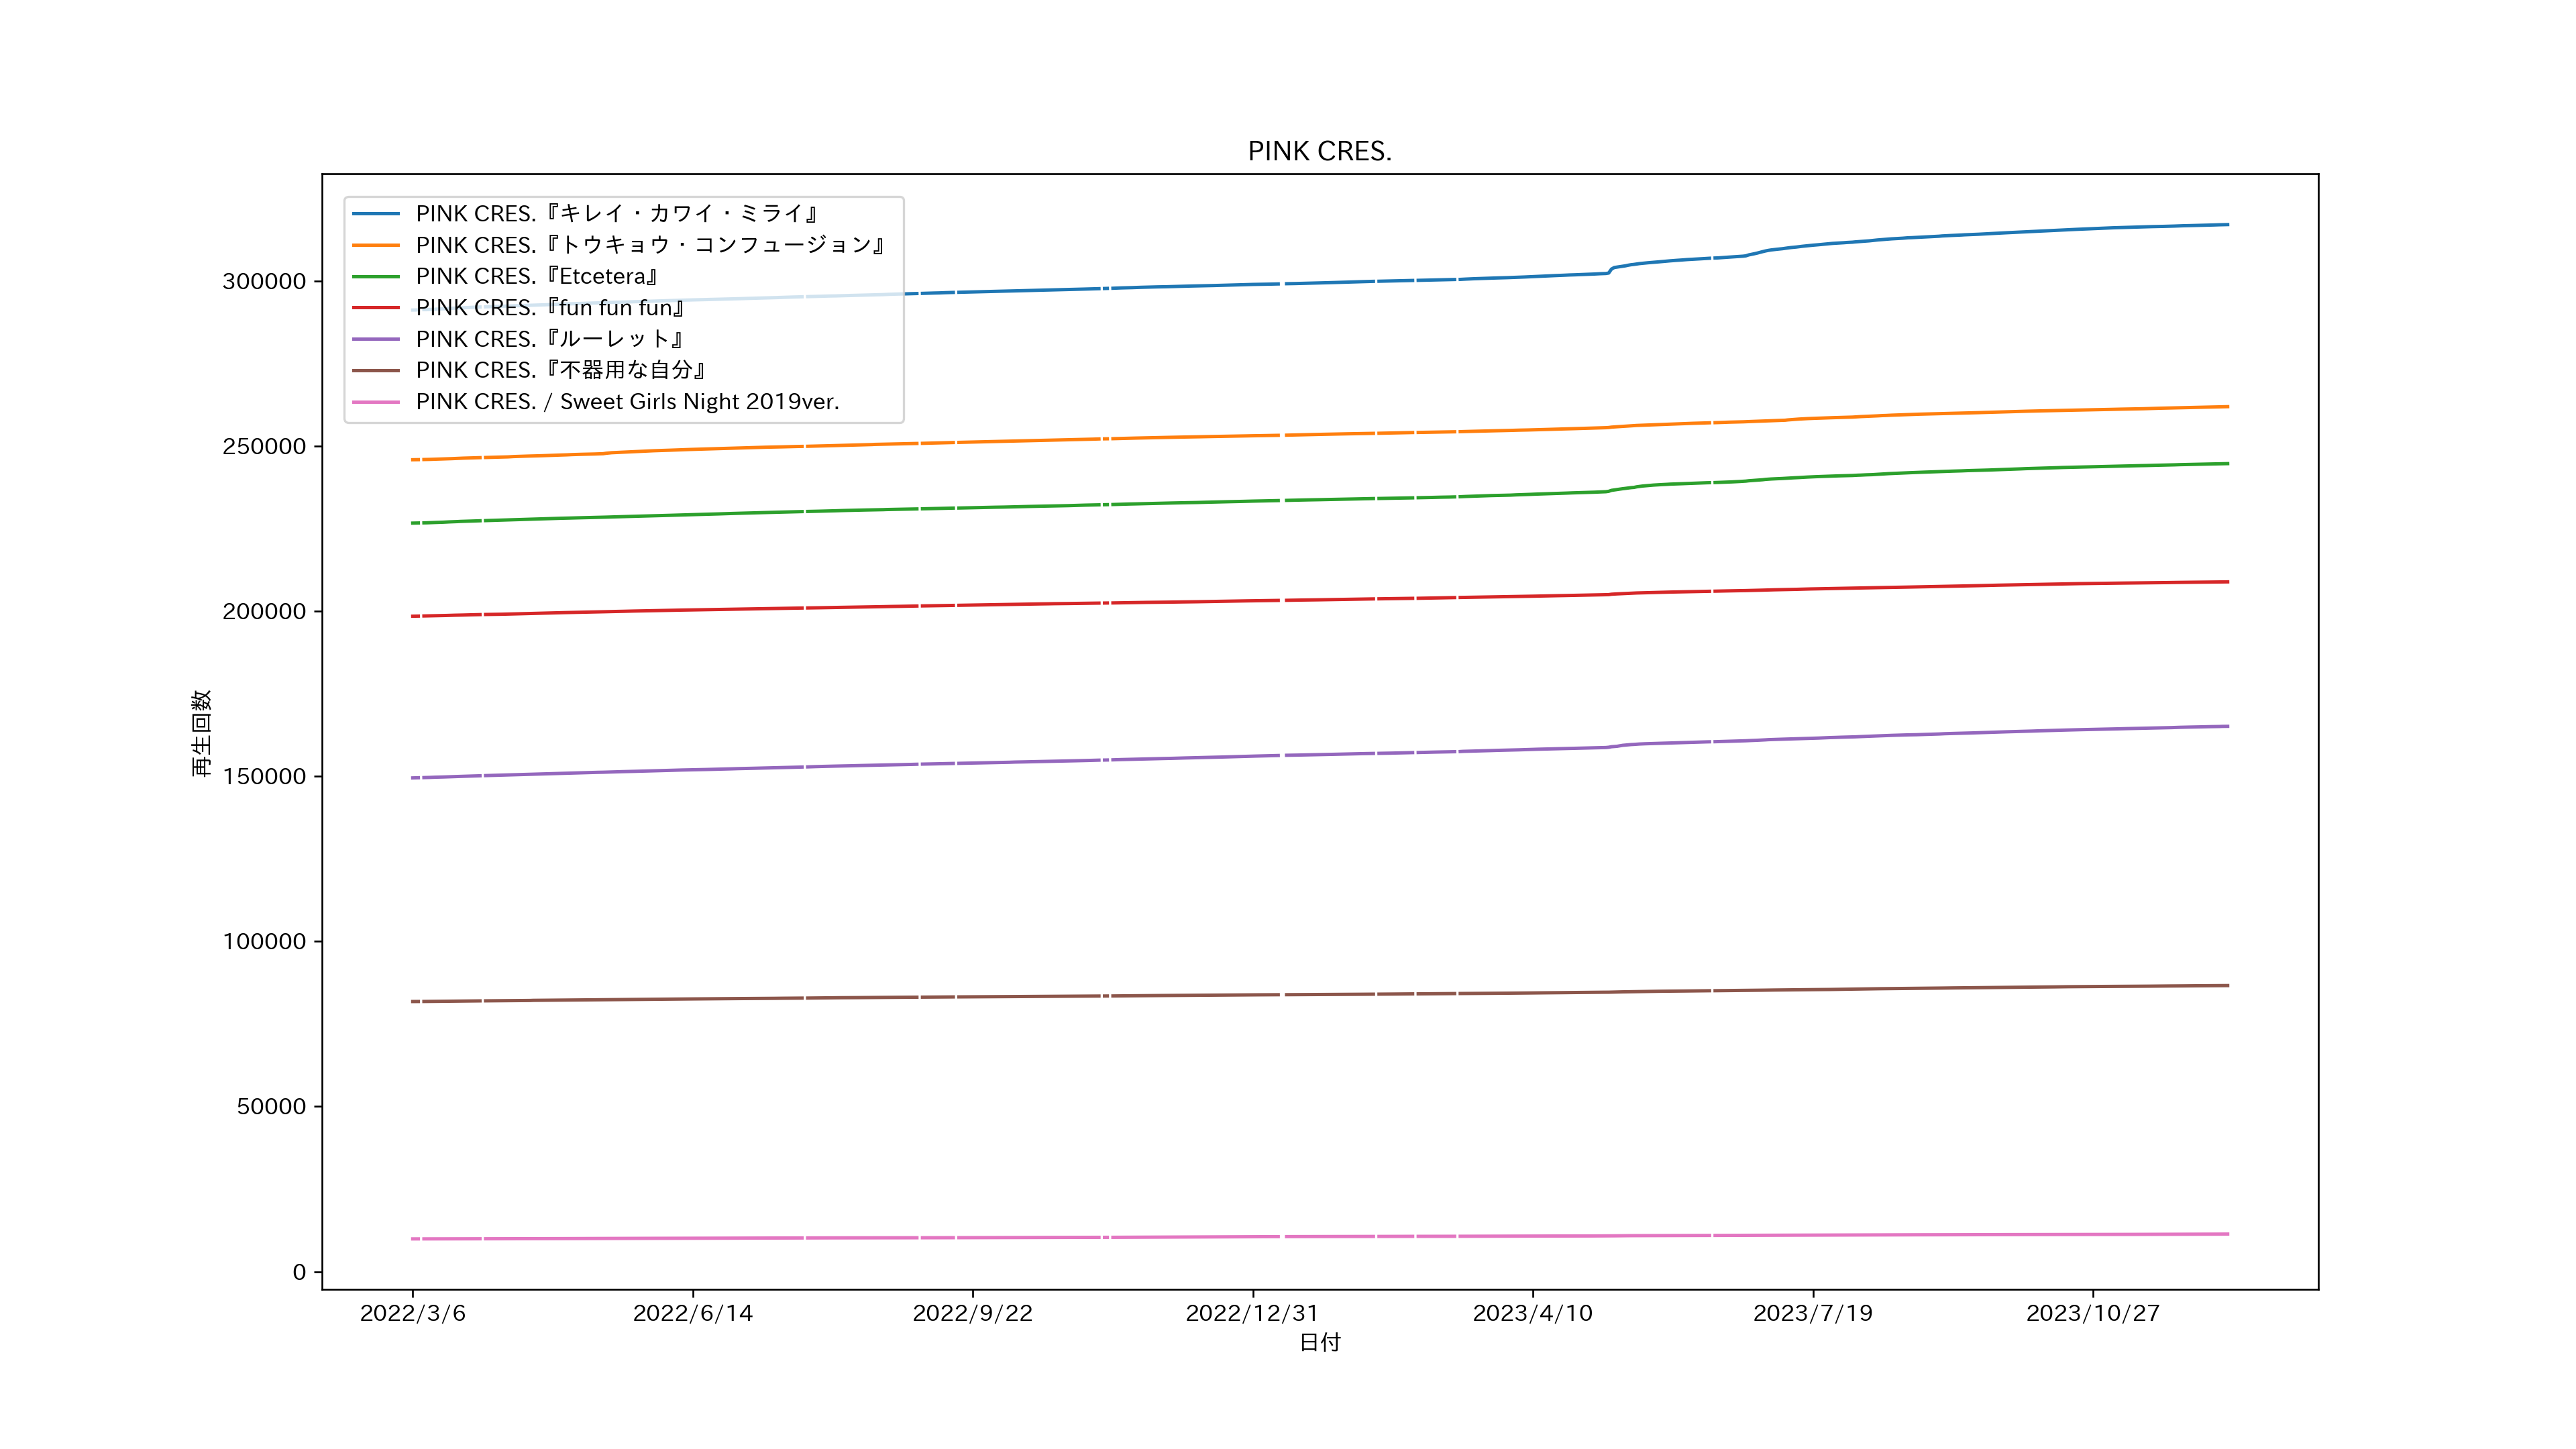 PINK CRES.
PINK CRES.『キレイ・カワイ・ミライ』
PINK CRES.『トウキョウ・コンフュージョン』
PINK CRES.『Etcetera』
PINK CRES.『fun fun fun』
PINK CRES.『ルーレット』
PINK CRES.『不器用な自分』
PINK CRES. / Sweet Girls Night 2019ver.
再生回数
300000
250000
200000
150000
100000
50000
0
2022/3/6 2022/6/14 2022/9/22 2022/12/31 2023/4/10 2023/7/19 2023/10/27
日付